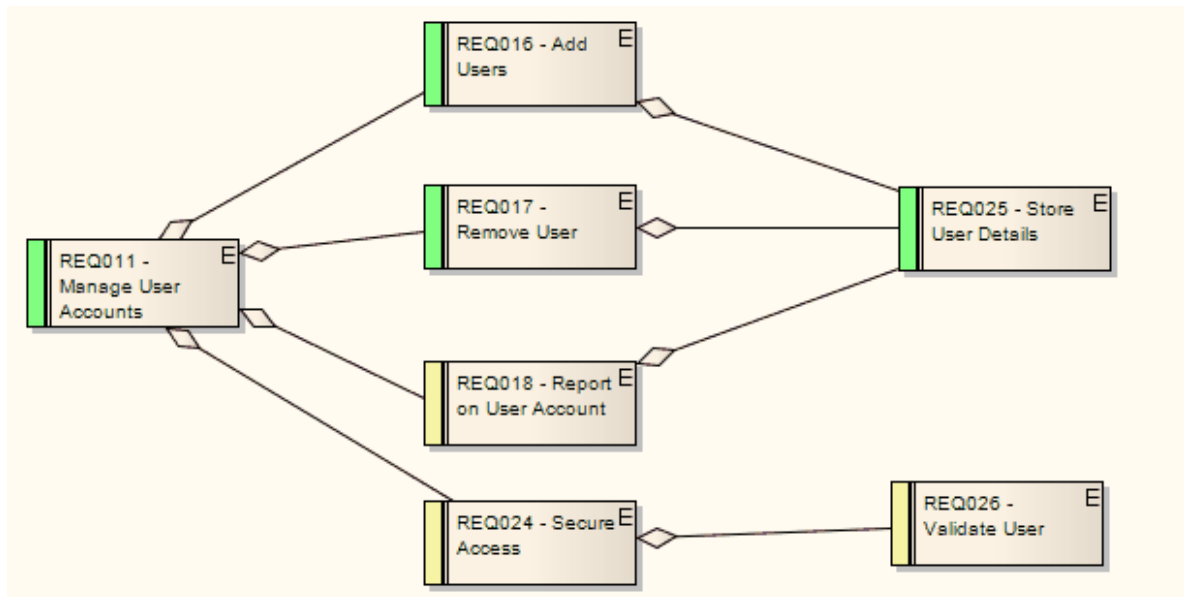 REQ016 - Add E
Users
REQ017 - E
Remove User
REQ025 - Store E
User Details
REQ011 - E
Manage User
Accounts
REQ018 - Report E
on User Account
REQ024 - Secure E
Access
REQ026 - E
Validate User